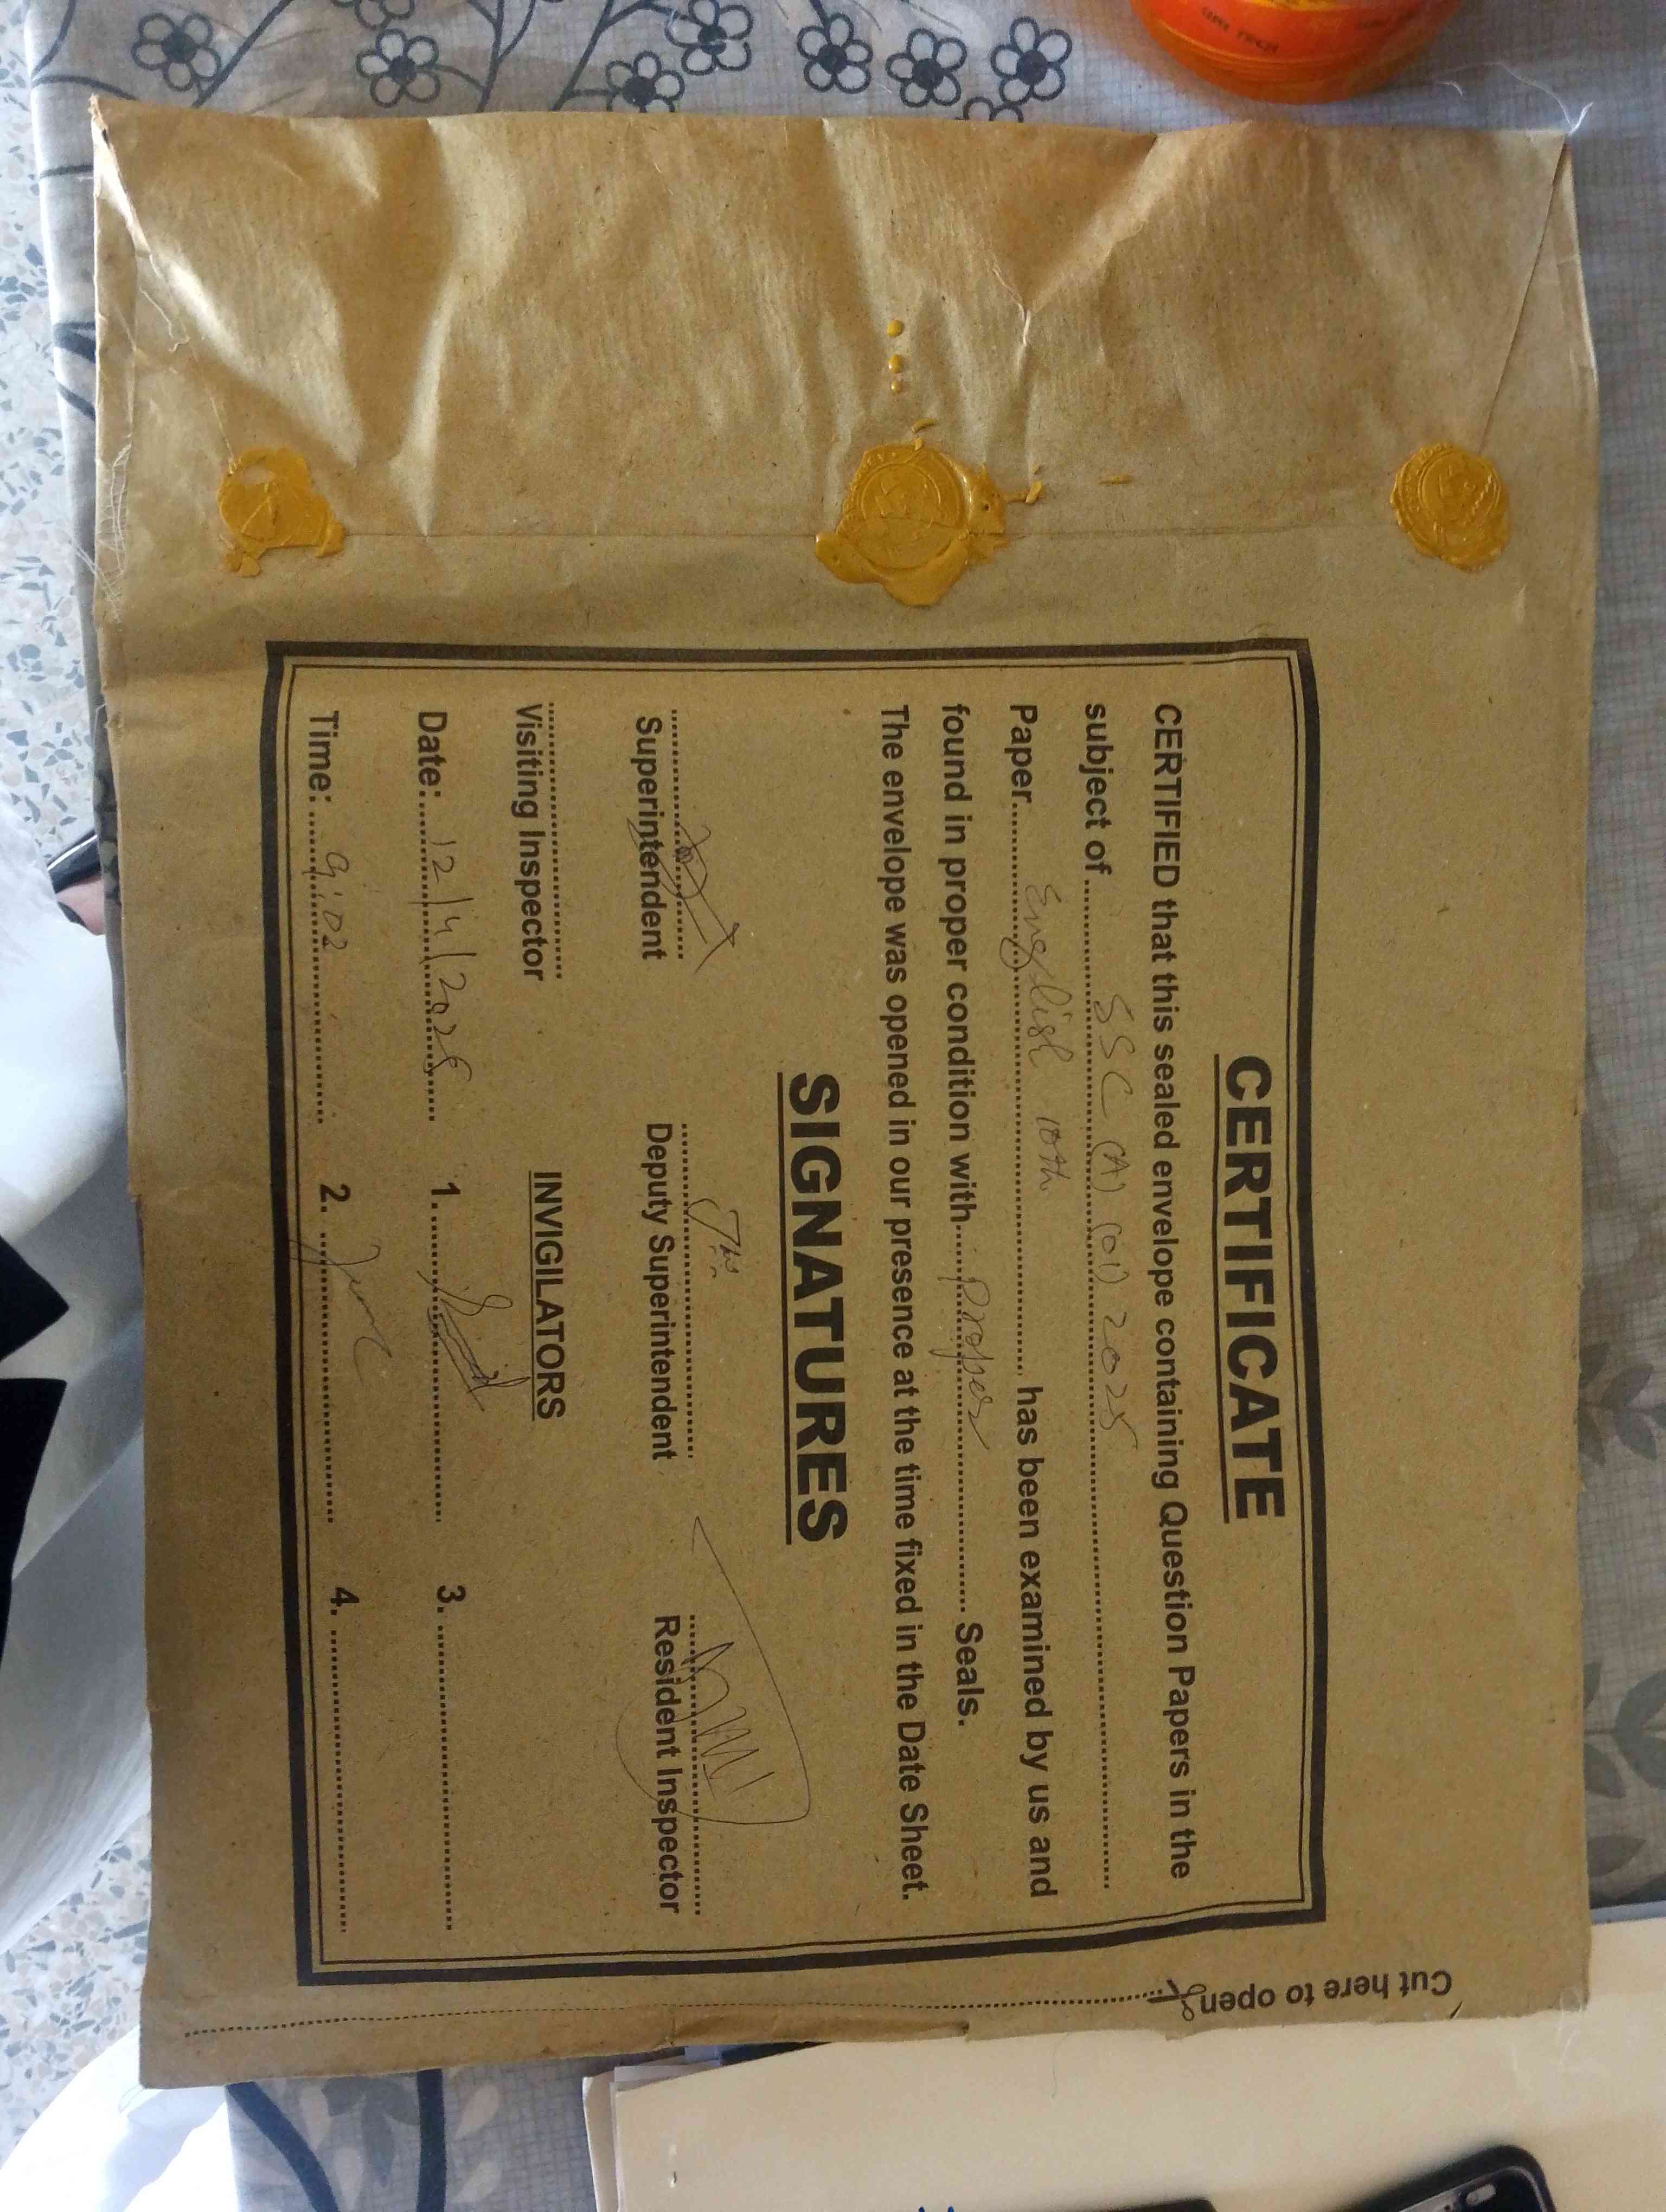 CERTIFICATE
CERTIFIED that this sealed envelope containing Question Papers in the
subject of.... SSC (A) (01) 2025
Paper.... English 10th .... has been examined by us and
found in proper condition with.... Proper .... Seals.
The envelope was opened in our presence at the time fixed in the Date Sheet.
SIGNATURES
Superintendent Deputy Superintendent Resident Inspector
Visiting Inspector INVIGILATORS
Date: 12/4/2025 1. 3.
Time: 9:02 2. 4.
Cut here to open